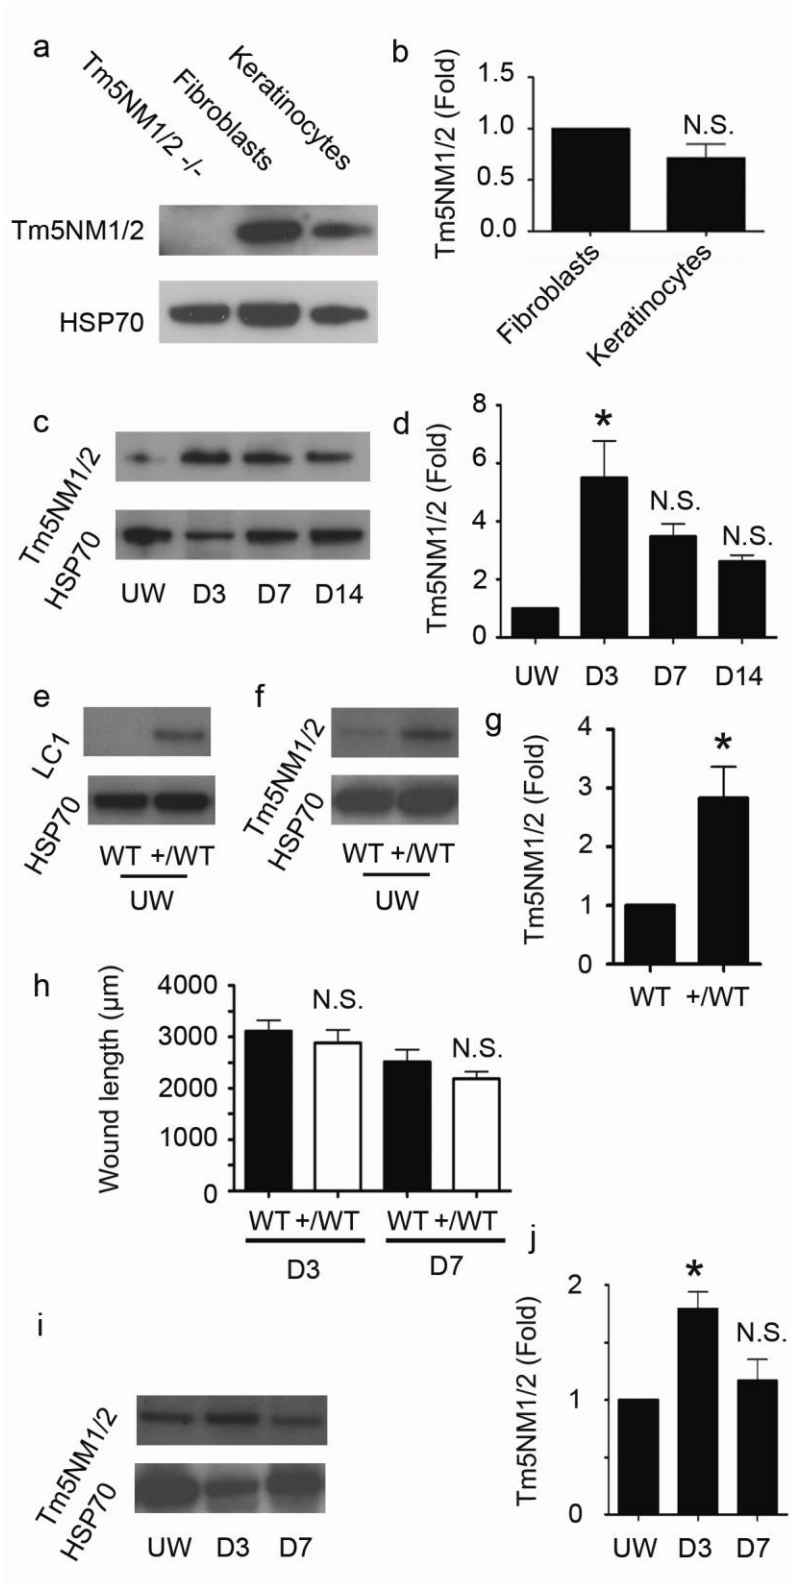 a
Tm5NM1/2 -/-
Fibroblasts
Keratinocytes
Tm5NM1/2
HSP70
b
Tm5NM1/2 (Fold)
1.5
1.0
0.5
0.0
N.S.
Fibroblasts
Keratinocytes
c
Tm5NM1/2
HSP70
UW D3 D7 D14
d
Tm5NM1/2 (Fold)
8
6
4
2
0
*
N.S.
N.S.
UW D3 D7 D14
e
LC1
HSP70
WT +/WT
UW
f
Tm5NM1/2
HSP70
WT +/WT
UW
g
Tm5NM1/2 (Fold)
4
3
2
1
0
*
WT +/WT
h
Wound length (µm)
4000
3000
2000
1000
0
N.S.
N.S.
WT +/WT WT +/WT
D3 D7
i
Tm5NM1/2
HSP70
UW D3 D7
j
Tm5NM1/2 (Fold)
2
1
0
*
N.S.
UW D3 D7